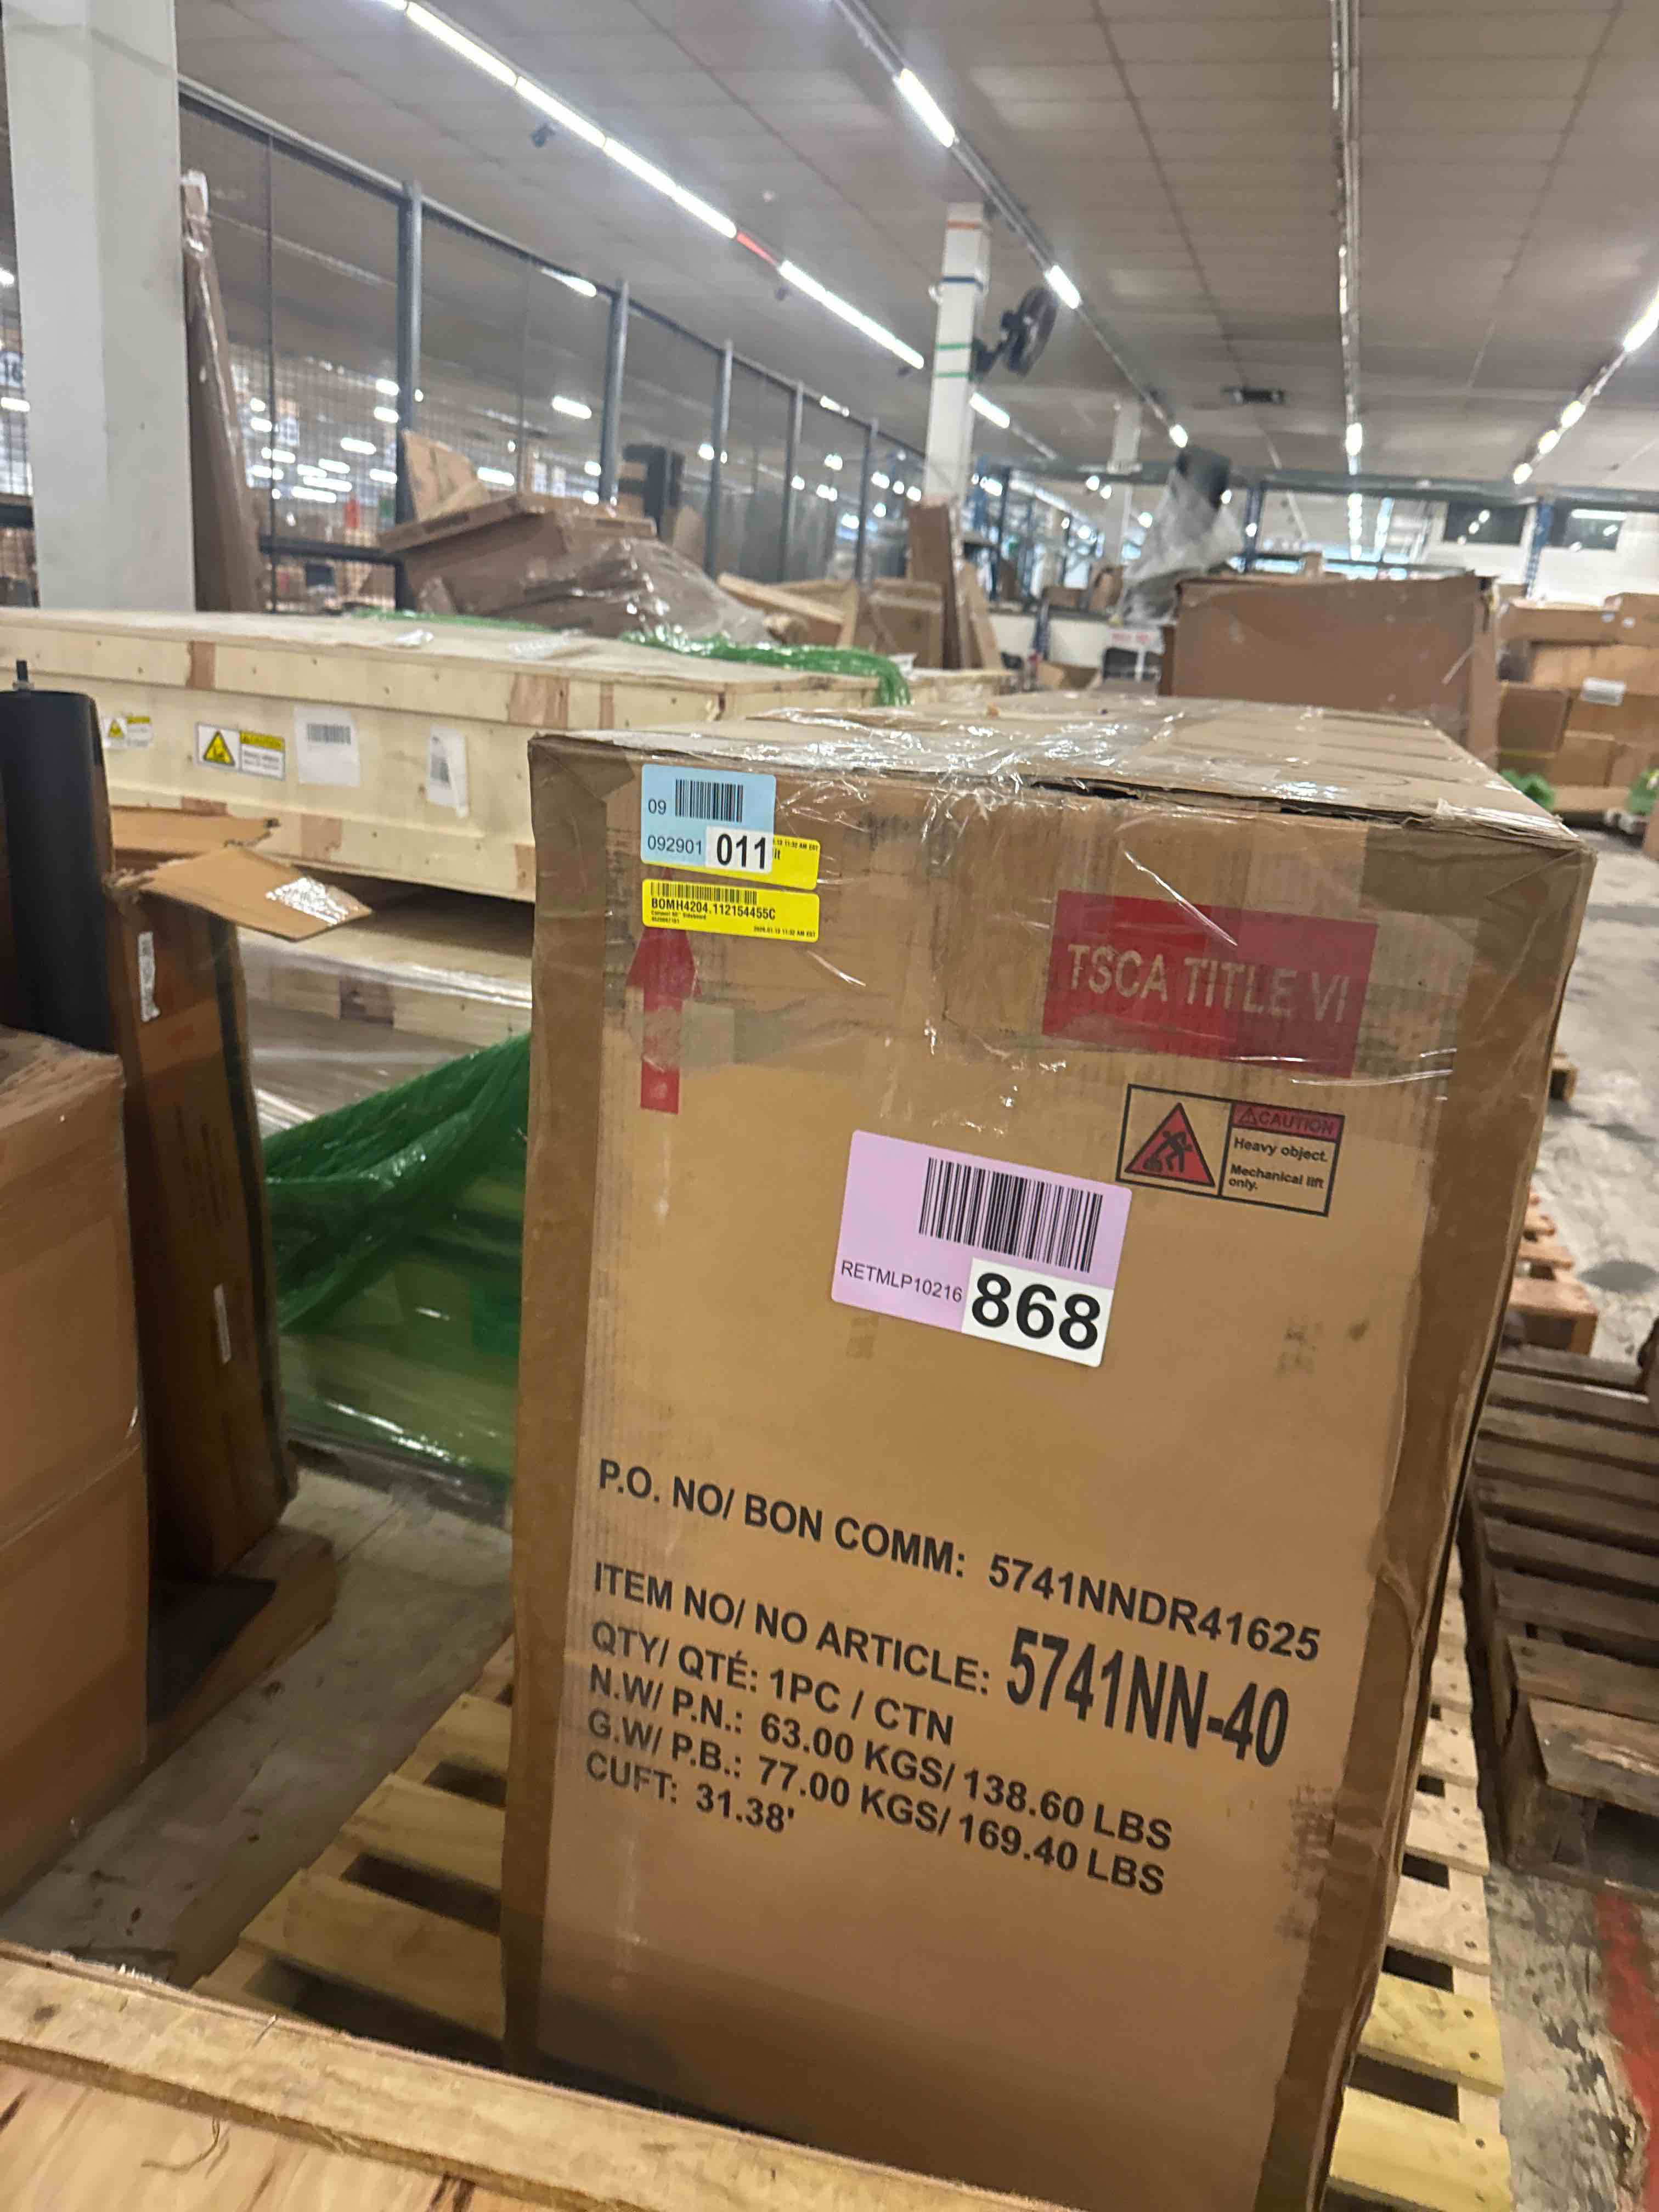 09
092901 011
it
BOMH4204.112154455C
TSCA TITLE VI
CAUTION
Heavy object.
Mechanical lift
only.
RETMLP10216 868
P.O. NO/ BON COMM: 5741NNDR41625
ITEM NO/ NO ARTICLE: 5741NN-40
QTY/ QTÉ: 1PC / CTN
N.W/ P.N.: 63.00 KGS/ 138.60 LBS
G.W/ P.B.: 77.00 KGS/ 169.40 LBS
CUFT: 31.38'